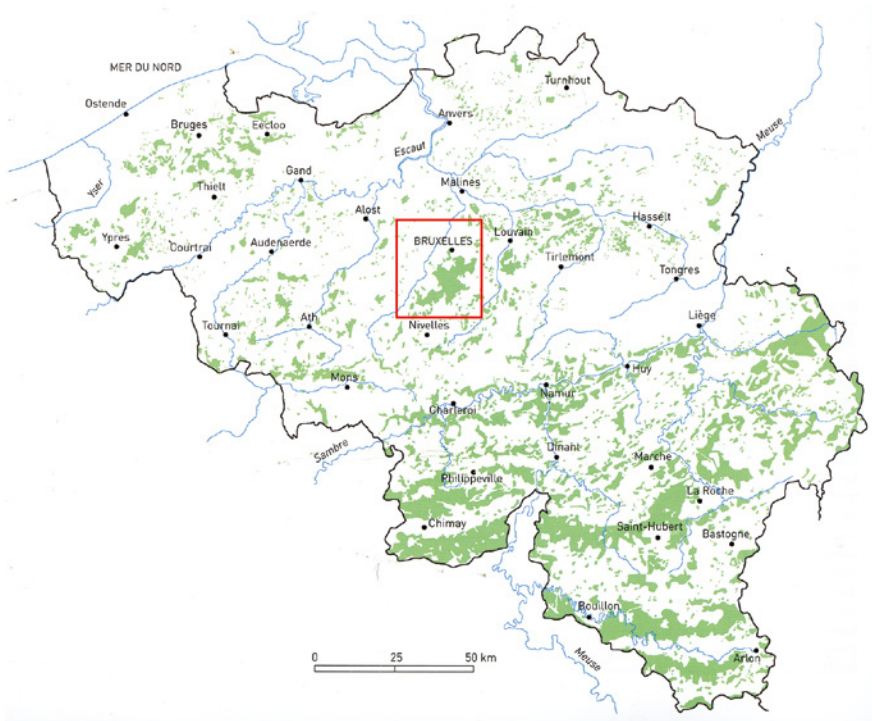 MER DU NORD
Turnhout
Ostende
Anvers
Bruges
Eecloo
Meuse
Escaut
Gand
Malines
Yser
Thielt
Alost
Hasselt
Ypres
Courtrai
Audenaerde
BRUXELLES
Louvain
Tirlemont
Tongres
Tournai
Ath
Nivelles
Liège
Mons
Huy
Namur
Charleroi
Sambre
Dinant
Marche
Philippeville
La Roche
Chimay
Saint-Hubert
Bastogne
Bouillon
Meuse
Arlon
0 25 50 km